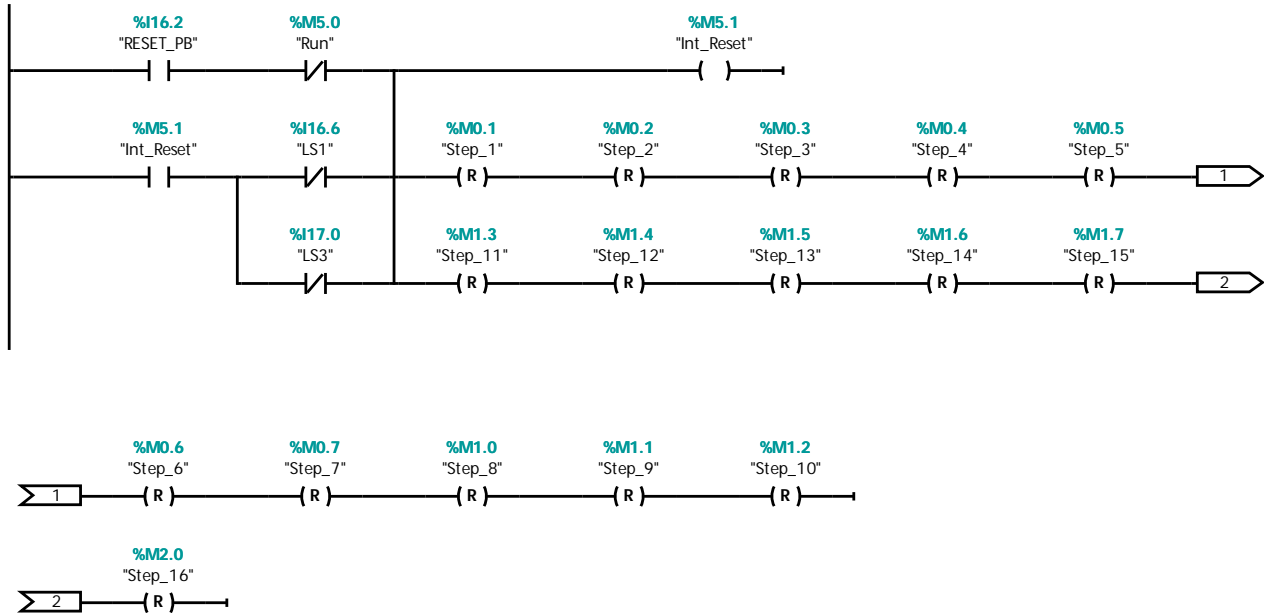 %I16.2 %M5.0 %M5.1
"RESET_PB" "Run" "Int_Reset"
%M5.1 %I16.6 %M0.1 %M0.2 %M0.3 %M0.4 %M0.5
"Int_Reset" "LS1" "Step_1" "Step_2" "Step_3" "Step_4" "Step_5"
R R R R R 1
%I17.0 %M1.3 %M1.4 %M1.5 %M1.6 %M1.7
"LS3" "Step_11" "Step_12" "Step_13" "Step_14" "Step_15"
R R R R R 2
%M0.6 %M0.7 %M1.0 %M1.1 %M1.2
"Step_6" "Step_7" "Step_8" "Step_9" "Step_10"
1 R R R R R
%M2.0
"Step_16"
2 R